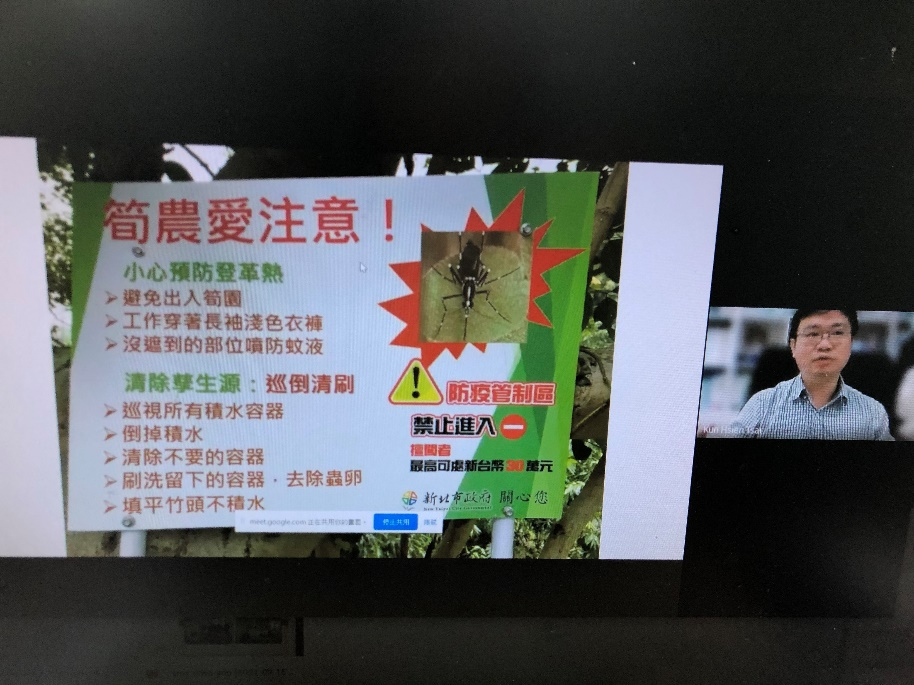 筍農愛注意！
小心預防登革熱
➢避免出入筍園
➢工作穿著長袖淺色衣褲
➢沒遮到的部位噴防蚊液
清除孳生源：巡倒清刷
➢巡視所有積水容器
➢倒掉積水
➢清除不要的容器
➢刷洗留下的容器，去除蟲卵
➢填平竹頭不積水
防疫管制區
禁止進入
擅闖者
最高可處新台幣 30 萬元
新北市政府 關心您
meet.google.com 正在共用你的畫面。
停止共用
隱藏
Kun Hsien Tsai